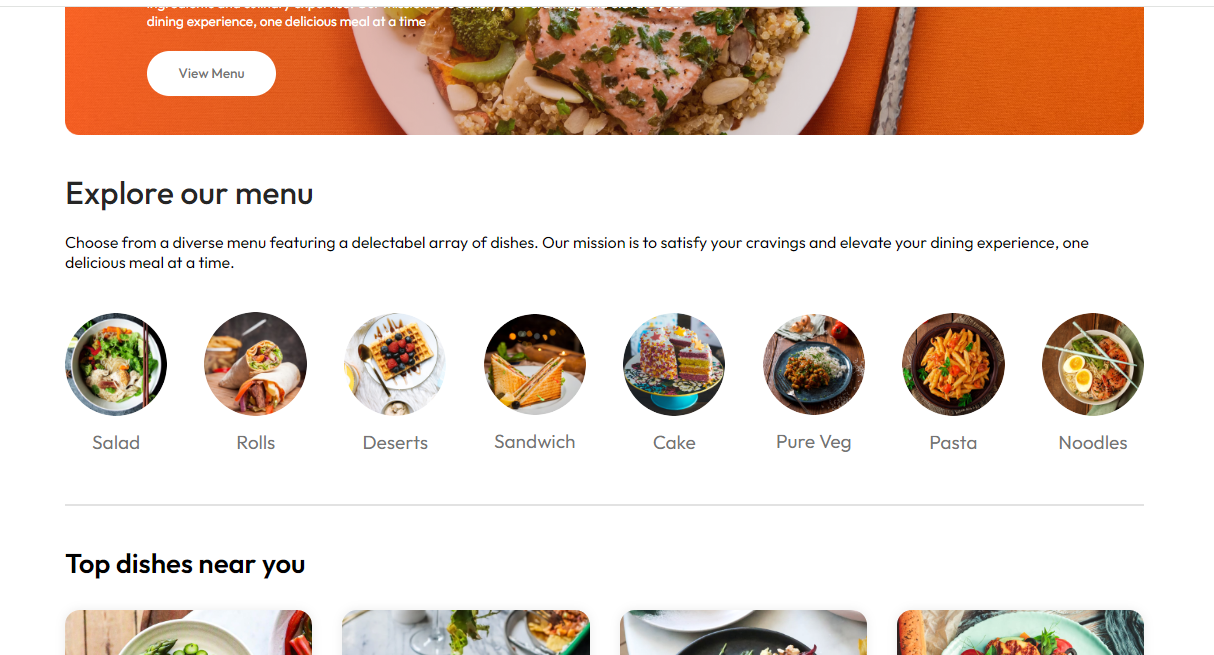 dining experience, one delicious meal at a time
View Menu
Explore our menu
Choose from a diverse menu featuring a delectabel array of dishes. Our mission is to satisfy your cravings and elevate your dining experience, one
delicious meal at a time.
Salad
Rolls
Deserts
Sandwich
Cake
Pure Veg
Pasta
Noodles
Top dishes near you